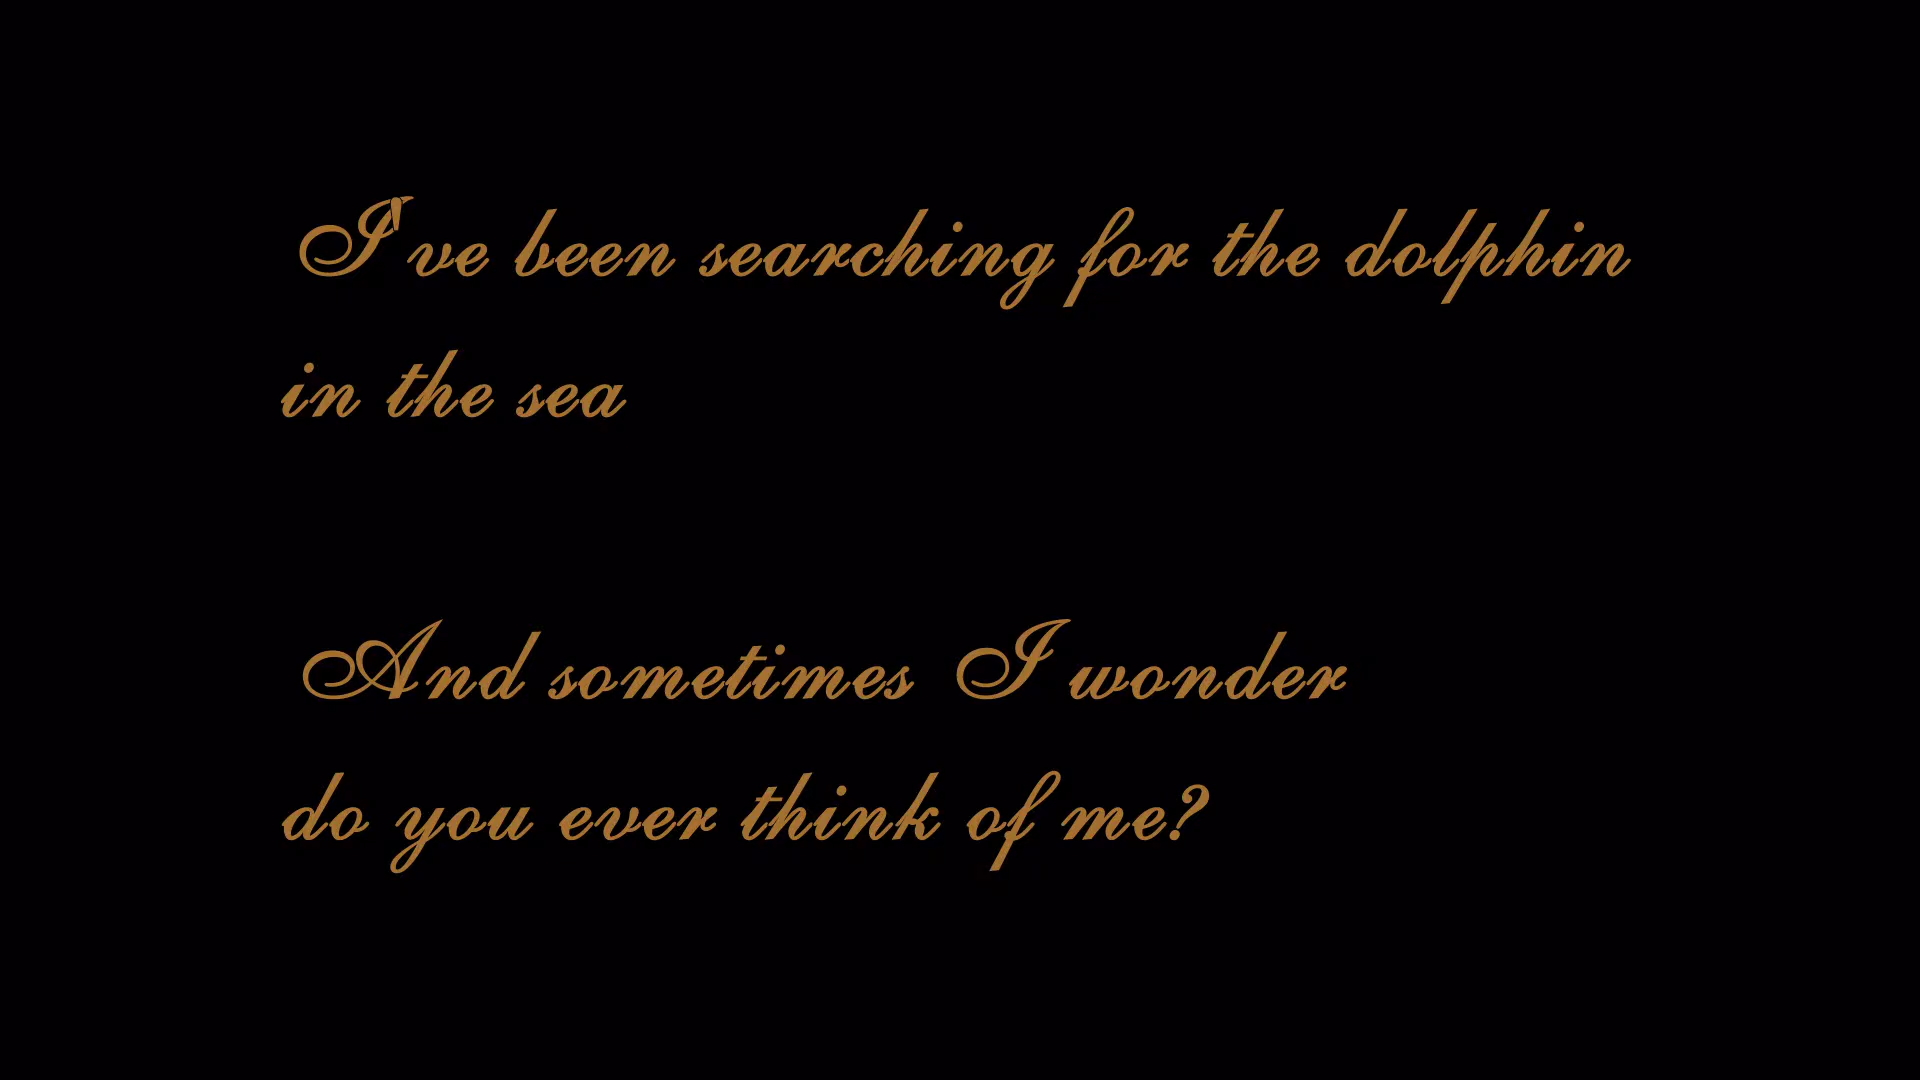 I've been searching for the dolphin
in the sea
And sometimes I wonder
do you ever think of me?